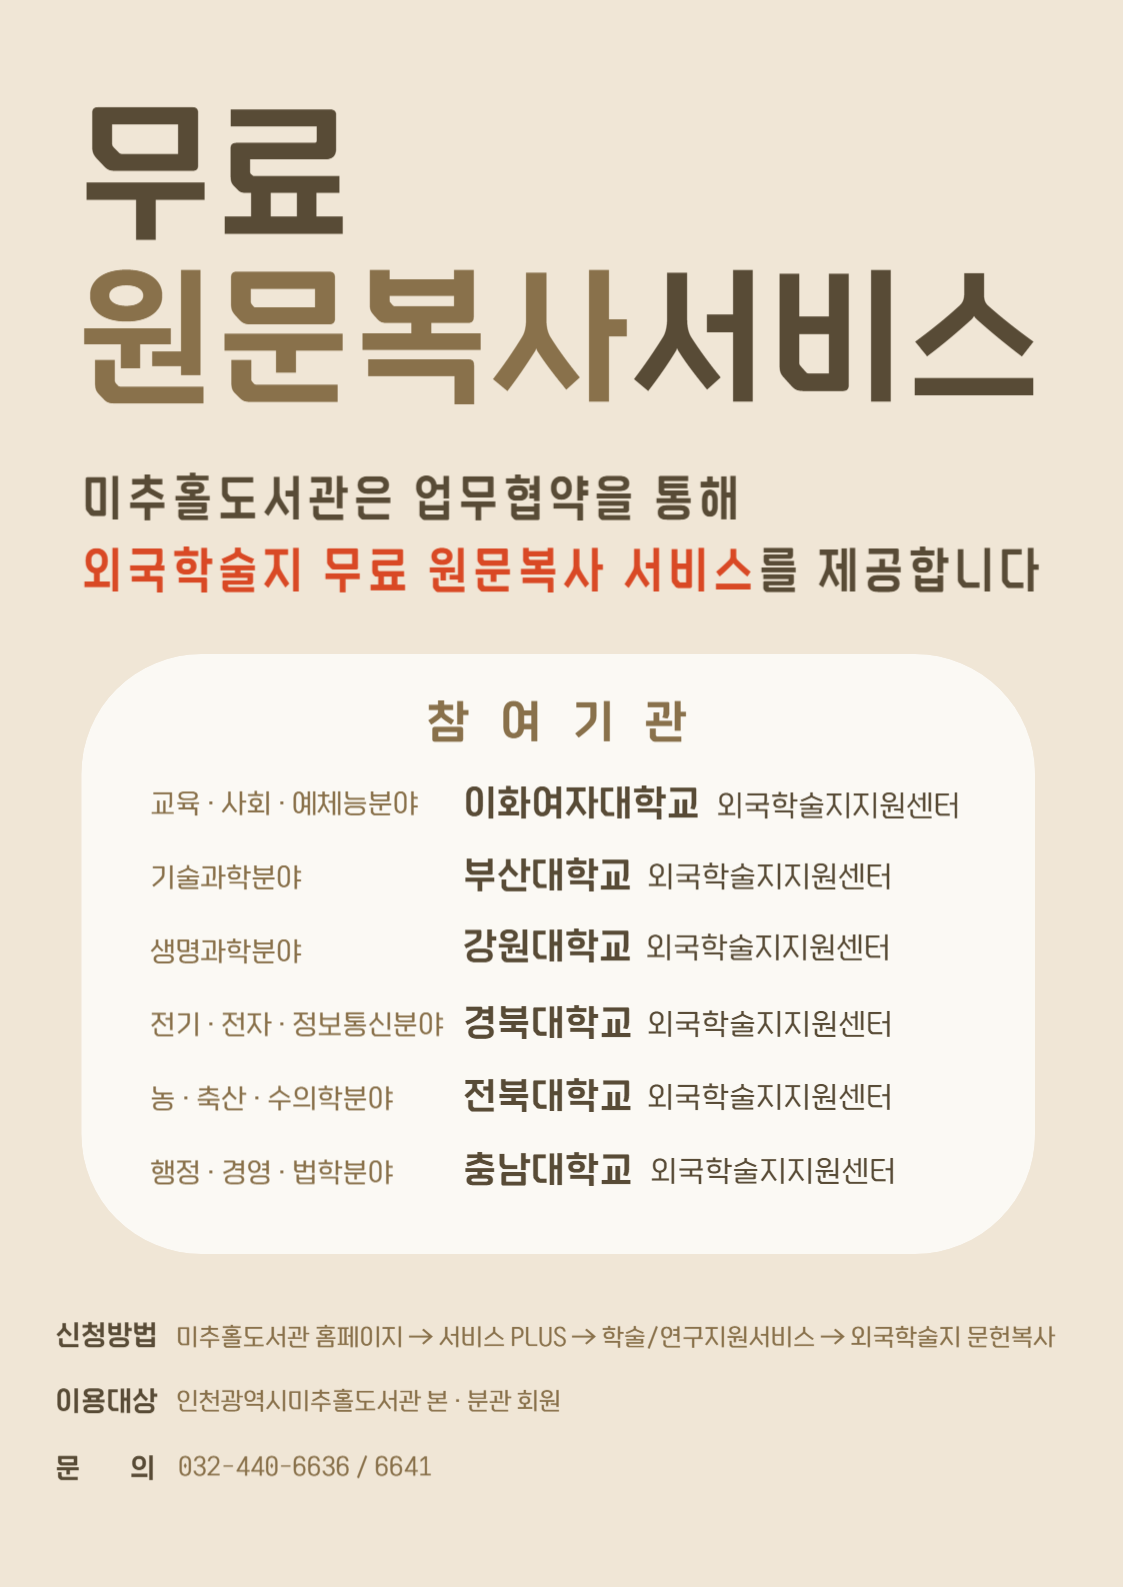 무료
원문복사서비스
미추홀도서관은 업무협약을 통해
외국학술지 무료 원문복사 서비스를 제공합니다
참 여 기 관
교육 · 사회 · 예체능분야 이화여자대학교 외국학술지지원센터
기술과학분야 부산대학교 외국학술지지원센터
생명과학분야 강원대학교 외국학술지지원센터
전기 · 전자 · 정보통신분야 경북대학교 외국학술지지원센터
농 · 축산 · 수의학분야 전북대학교 외국학술지지원센터
행정 · 경영 · 법학분야 충남대학교 외국학술지지원센터
신청방법 미추홀도서관 홈페이지 → 서비스 PLUS → 학술/연구지원서비스 → 외국학술지 문헌복사
이용대상 인천광역시미추홀도서관 본 · 분관 회원
문 의 032-440-6636 / 6641